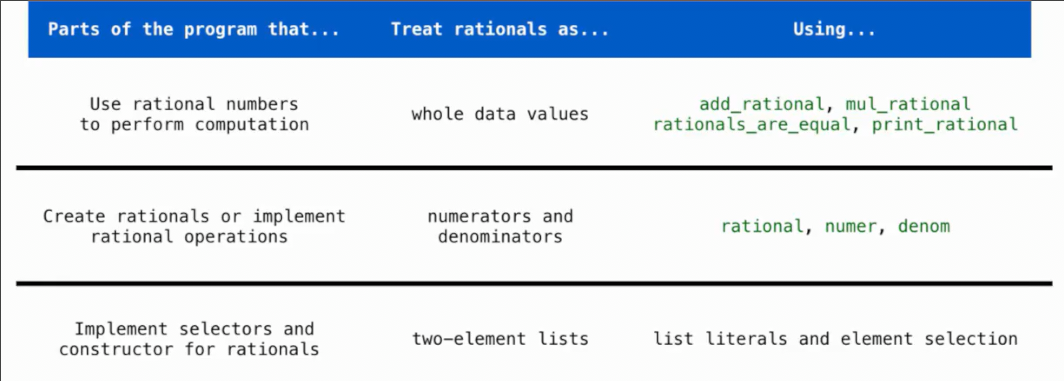 Parts of the program that... Treat rationals as... Using...
Use rational numbers
to perform computation
whole data values
add_rational, mul_rational
rationals_are_equal, print_rational
Create rationals or implement
rational operations
numerators and
denominators
rational, numer, denom
Implement selectors and
constructor for rationals
two-element lists
list literals and element selection